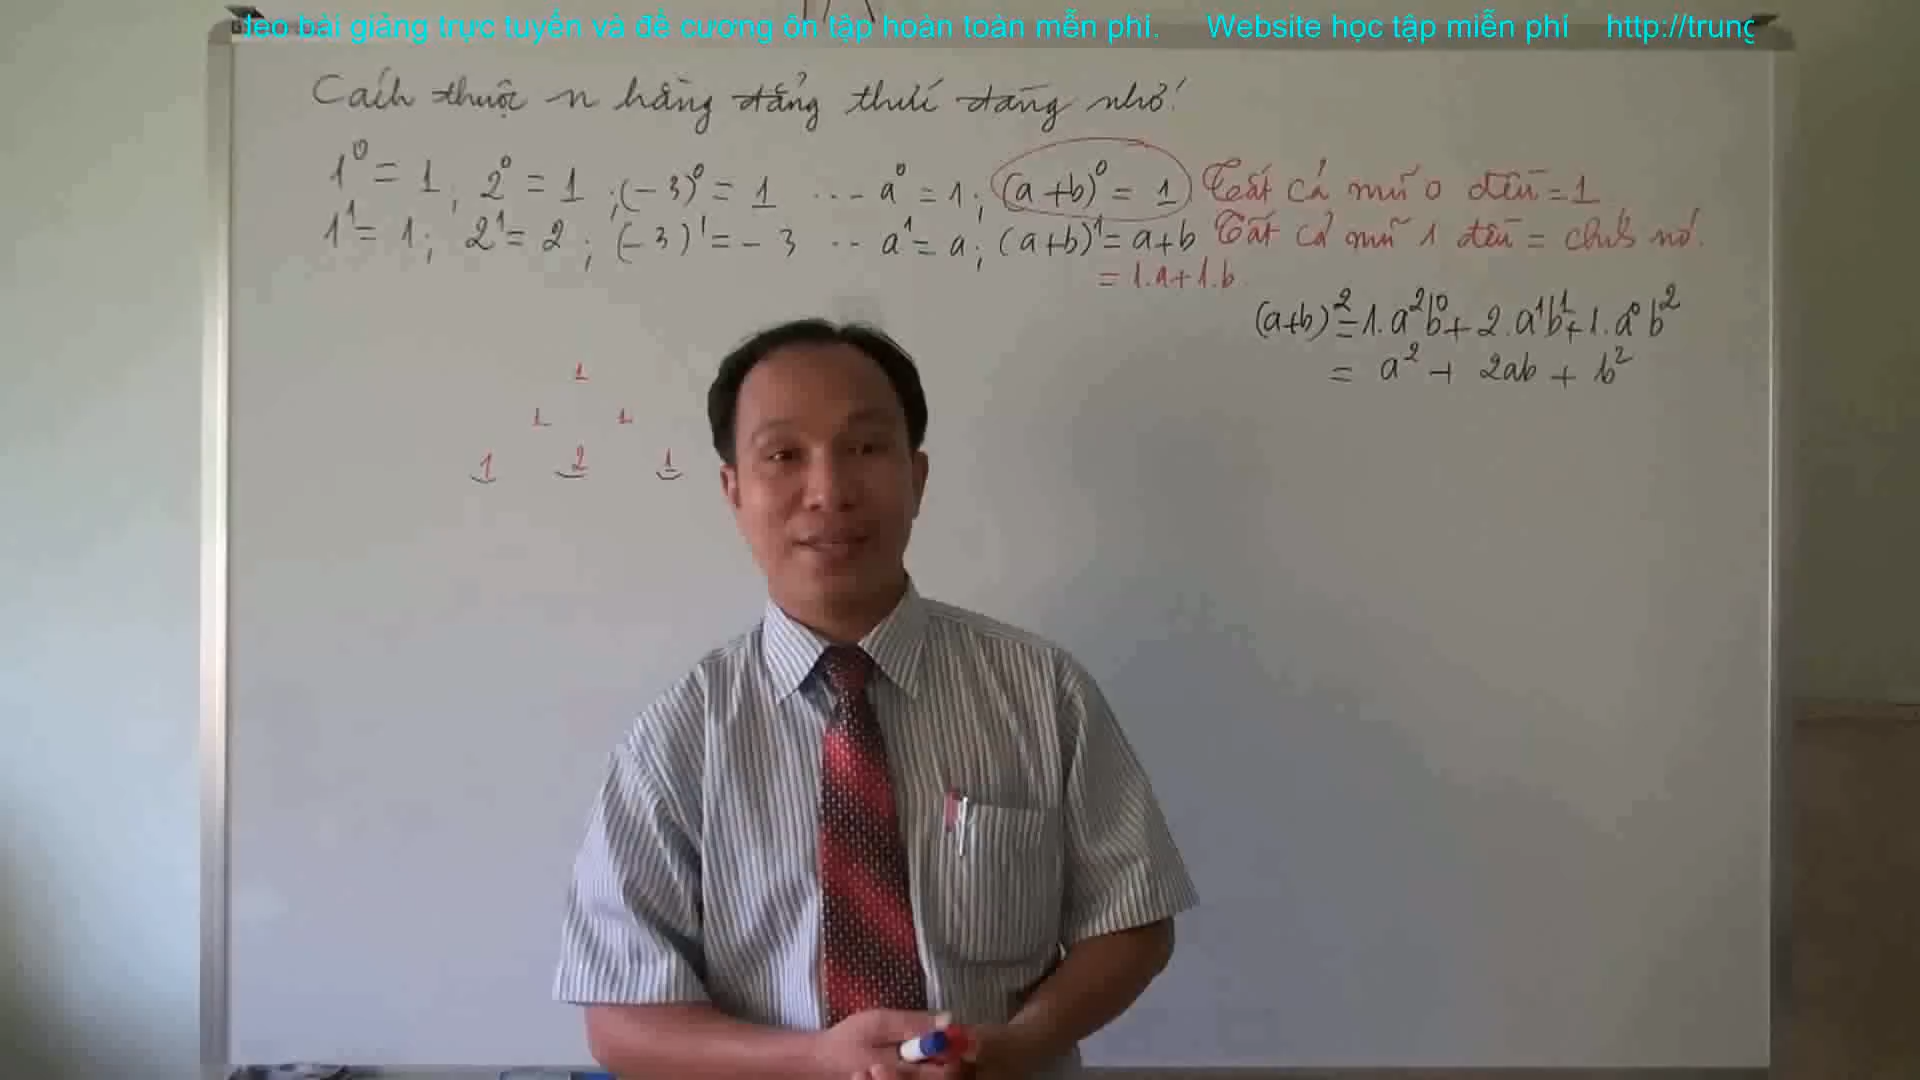 deo bài giảng trực tuyến và đề cương ôn tập hoàn toàn mễn phí. Website học tập miễn phí http://trung
Cách thuộc n hằng đẳng thức đáng nhớ!
1⁰ = 1; 2⁰ = 1; (-3)⁰ = 1 ... a⁰ = 1; (a+b)⁰ = 1 Tất cả mũ 0 đều = 1
1¹ = 1; 2¹ = 2; (-3)¹ = -3 ... a¹ = a; (a+b)¹ = a+b Tất cả mũ 1 đều = chính nó.
= 1.a+1.b
(a+b)² = 1.a²b⁰ + 2.a¹b¹ + 1.a⁰b²
= a² + 2ab + b²
1
1 1
1 2 1